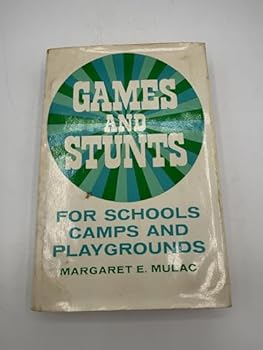 GAMES
AND
STUNTS
FOR SCHOOLS
CAMPS AND
PLAYGROUNDS
MARGARET E. MULAC